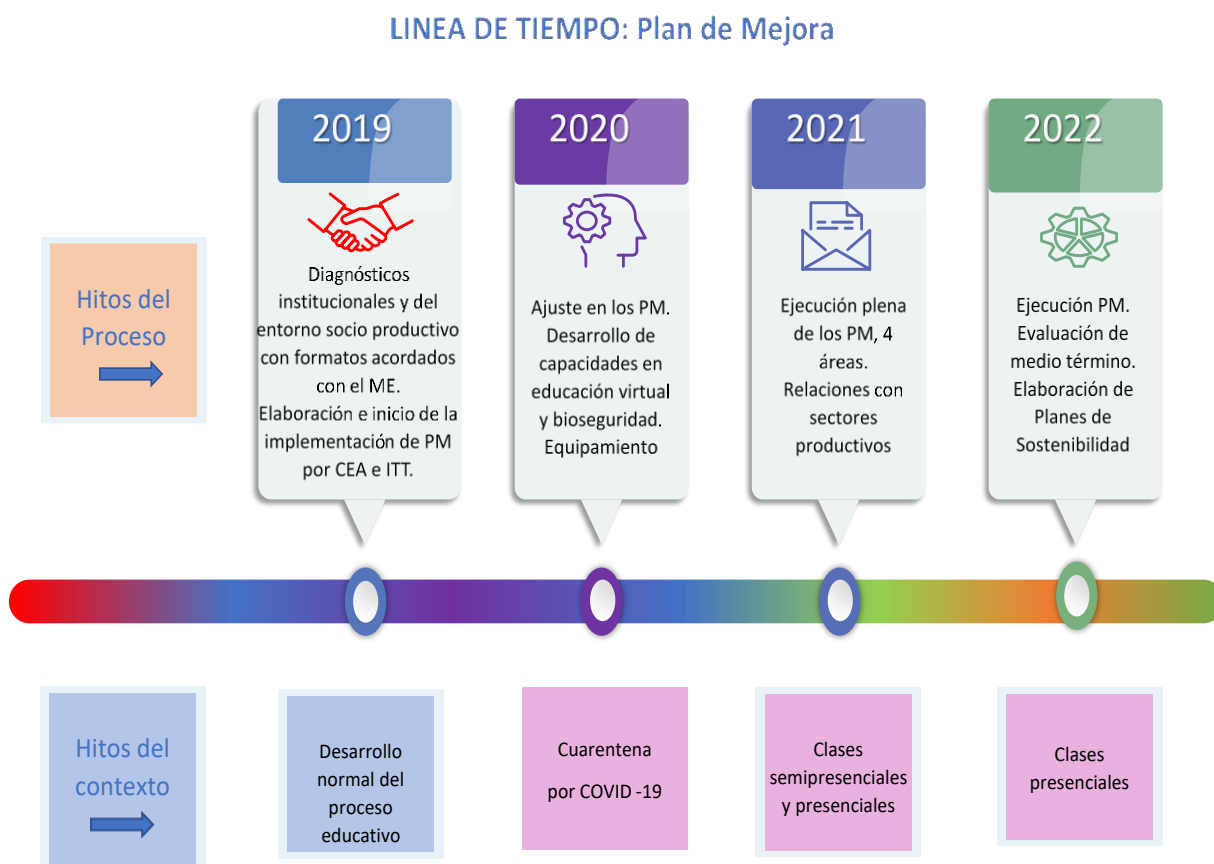 LINEA DE TIEMPO: Plan de Mejora
2019
2020
2021
2022
Hitos del
Proceso
Diagnósticos
institucionales y del
entorno socio productivo
con formatos acordados
con el ME.
Elaboración e inicio de la
implementación de PM
por CEA e ITT.
Ajuste en los PM.
Desarrollo de
capacidades en
educación virtual
y bioseguridad.
Equipamiento
Ejecución plena
de los PM, 4
áreas.
Relaciones con
sectores
productivos
Ejecución PM.
Evaluación de
medio término.
Elaboración de
Planes de
Sostenibilidad
Hitos del
contexto
Desarrollo
normal del
proceso
educativo
Cuarentena
por COVID -19
Clases
semipresenciales
y presenciales
Clases
presenciales